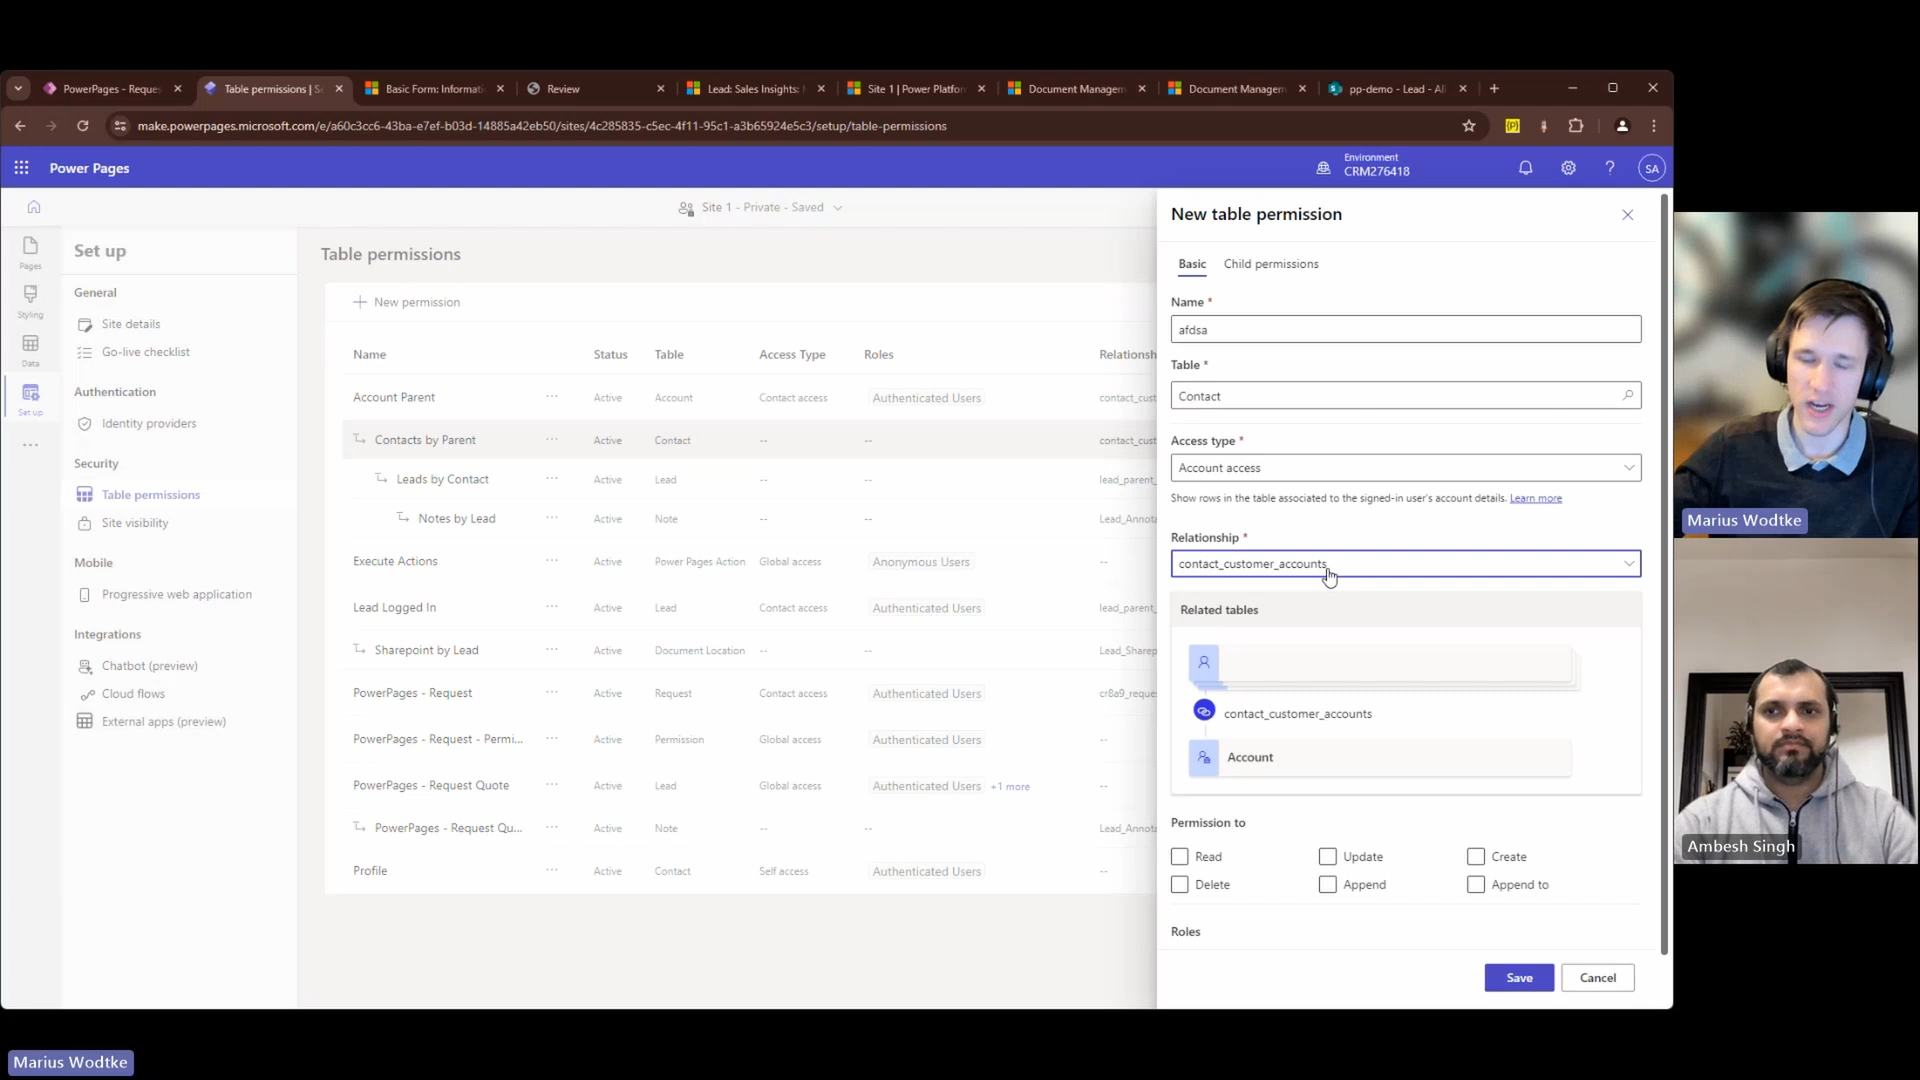 PowerPages - Reques
Table permissions | S
Basic Form: Informati
Review
Lead: Sales Insights:
Site 1 | Power Platfor
Document Managem
Document Managem
pp-demo - Lead - Al
make.powerpages.microsoft.com/e/a60c3cc6-43ba-e7ef-b03d-14885a42eb50/sites/4c285835-c5ec-4f11-95c1-a3b65924e5c3/setup/table-permissions
Power Pages
Environment
CRM276418
SA
Site 1 - Private - Saved
Pages
Styling
Data
Set up
Set up
General
Site details
Go-live checklist
Authentication
Identity providers
Security
Table permissions
Site visibility
Mobile
Progressive web application
Integrations
Chatbot (preview)
Cloud flows
External apps (preview)
Table permissions
New permission
Name Status Table Access Type Roles Relationsh
Account Parent ··· Active Account Contact access Authenticated Users contact_cust
Contacts by Parent ··· Active Contact -- -- contact_cust
Leads by Contact ··· Active Lead -- -- lead_parent_
Notes by Lead ··· Active Note -- -- Lead_Annota
Execute Actions ··· Active Power Pages Action Global access Anonymous Users --
Lead Logged In ··· Active Lead Contact access Authenticated Users lead_parent_
Sharepoint by Lead ··· Active Document Location -- -- Lead_Sharep
PowerPages - Request ··· Active Request Contact access Authenticated Users cr8a9_reque
PowerPages - Request - Permi... ··· Active Permission Global access Authenticated Users --
PowerPages - Request Quote ··· Active Lead Global access Authenticated Users +1 more --
PowerPages - Request Qu... ··· Active Note -- -- Lead_Annota
Profile ··· Active Contact Self access Authenticated Users --
New table permission
Basic Child permissions
Name *
afdsa
Table *
Contact
Access type *
Account access
Show rows in the table associated to the signed-in user's account details. Learn more
Relationship *
contact_customer_accounts
Related tables
contact_customer_accounts
Account
Permission to
Read Update Create
Delete Append Append to
Roles
Save Cancel
Marius Wodtke
Ambesh Singh
Marius Wodtke